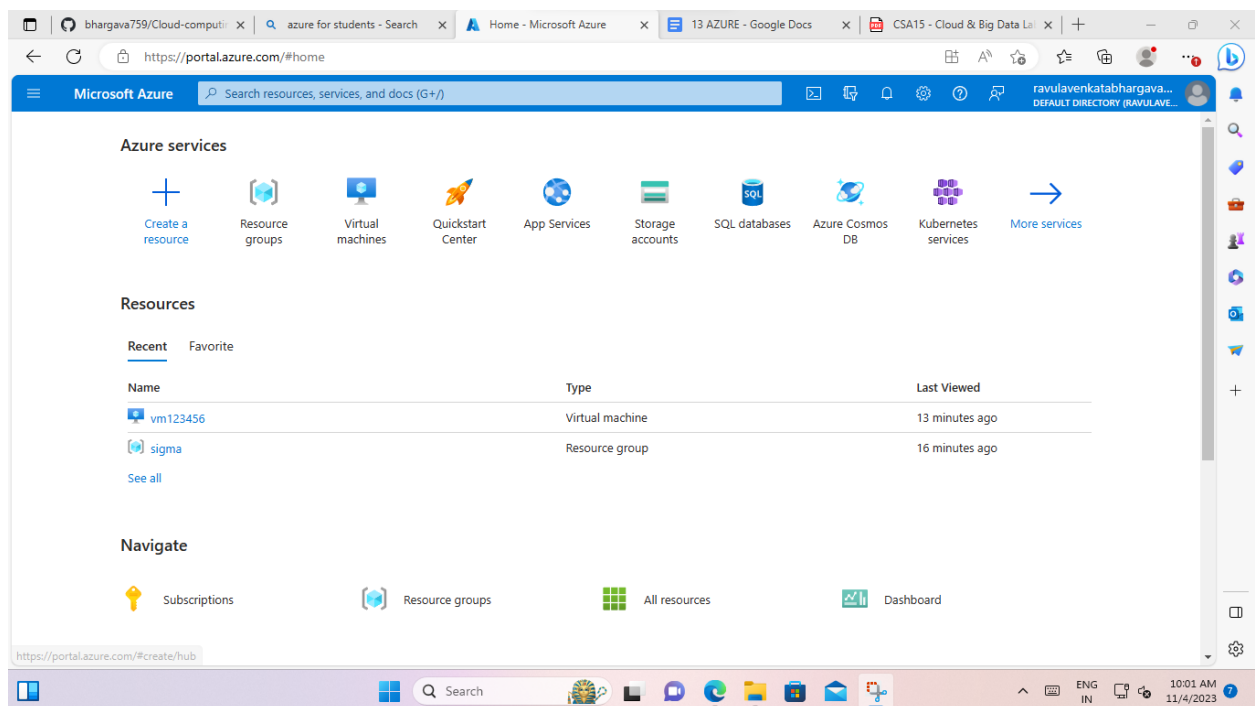 bhargava759/Cloud-computin
azure for students - Search
Home - Microsoft Azure
13 AZURE - Google Docs
CSA15 - Cloud & Big Data La
https://portal.azure.com/#home
Microsoft Azure
Search resources, services, and docs (G+/)
ravulavenkatabhargava...
DEFAULT DIRECTORY (RAVULAVE...
Azure services
Create a resource
Resource groups
Virtual machines
Quickstart Center
App Services
Storage accounts
SQL
SQL databases
Azure Cosmos DB
Kubernetes services
More services
Resources
Recent Favorite
Name Type Last Viewed
vm123456 Virtual machine 13 minutes ago
sigma Resource group 16 minutes ago
See all
Navigate
Subscriptions Resource groups All resources Dashboard
https://portal.azure.com/#create/hub
Search
ENG
IN
10:01 AM
11/4/2023
7